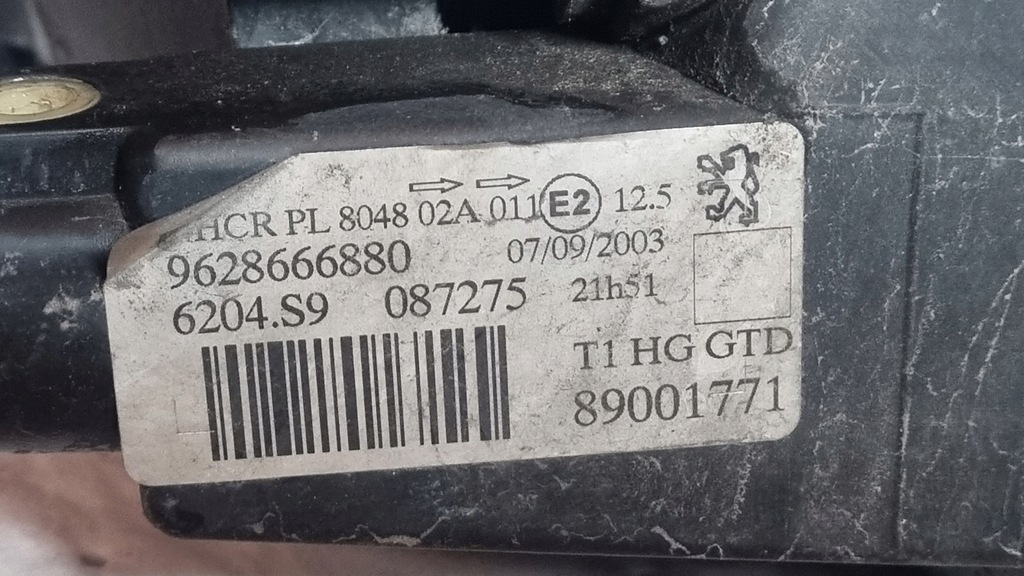 HCR PL 8048 02A 011 E2 12.5
9628666880 07/09/2003
6204.S9 087275 21h51
T1 HG GTD
89001771